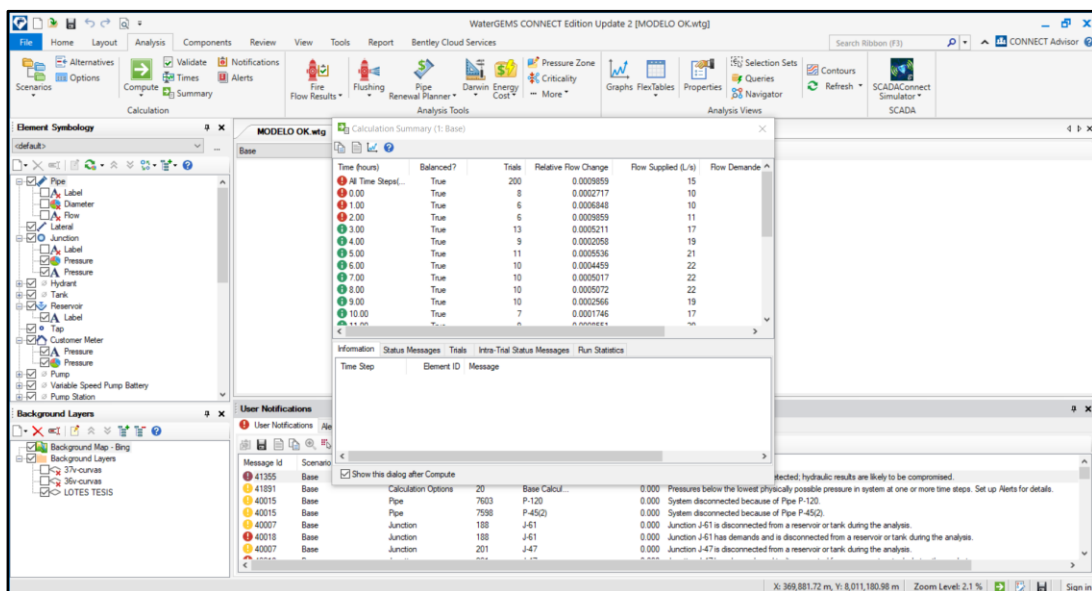 WaterGEMS CONNECT Edition Update 2 [MODELO OK.wtg]
File Home Layout Analysis Components Review View Tools Report Bentley Cloud Services
Search Ribbon (F3)
CONNECT Advisor
Scenarios
Alternatives
Options
Compute
Validate
Times
Summary
Notifications
Alerts
Calculation
Fire Flow Results
Flushing
Pipe Renewal Planner
Darwin
Energy Cost
Pressure Zone
Criticality
More
Analysis Tools
Graphs
FlexTables
Properties
Selection Sets
Queries
Navigator
Contours
Refresh
Analysis Views
SCADAConnect Simulator
SCADA
Element Symbology
<default>
Pipe
Label
Diameter
Flow
Lateral
Junction
Label
Pressure
Pressure
Hydrant
Tank
Reservoir
Label
Tap
Customer Meter
Pressure
Pressure
Pump
Variable Speed Pump Battery
Pump Station
Background Layers
Background Map - Bing
Background Layers
37v-curvas
36v-curvas
LOTES TESIS
MODELO OK.wtg
Base
Calculation Summary (1: Base)
Time (hours) Balanced? Trials Relative Flow Change Flow Supplied (L/s) Flow Demande
All Time Steps(... True 200 0.0009859 15
0.00 True 8 0.0002717 10
1.00 True 6 0.0006848 10
2.00 True 6 0.0009859 11
3.00 True 13 0.0005211 17
4.00 True 9 0.0002058 19
5.00 True 11 0.0005536 21
6.00 True 10 0.0004459 22
7.00 True 10 0.0005017 22
8.00 True 10 0.0005072 22
9.00 True 10 0.0002566 19
10.00 True 7 0.0001746 17
Information Status Messages Trials Intra-Trial Status Messages Run Statistics
Time Step Element ID Message
Show this dialog after Compute
User Notifications
User Notifications Ale
Message Id Scenario
41355 Base etected; hydraulic results are likely to be compromised.
41891 Base Calculation Options 20 Base Calcul... 0.000 Pressures below the lowest physically possible pressure in system at one or more time steps. Set up Alerts for details.
40015 Base Pipe 7603 P-120 0.000 System disconnected because of Pipe P-120.
40015 Base Pipe 7598 P-45(2) 0.000 System disconnected because of Pipe P-45(2).
40007 Base Junction 188 J-61 0.000 Junction J-61 is disconnected from a reservoir or tank during the analysis.
40018 Base Junction 188 J-61 0.000 Junction J-61 has demands and is disconnected from a reservoir or tank during the analysis.
40007 Base Junction 201 J-47 0.000 Junction J-47 is disconnected from a reservoir or tank during the analysis.
X: 369,881.72 m, Y: 8,011,180.98 m Zoom Level: 2.1 % Sign in